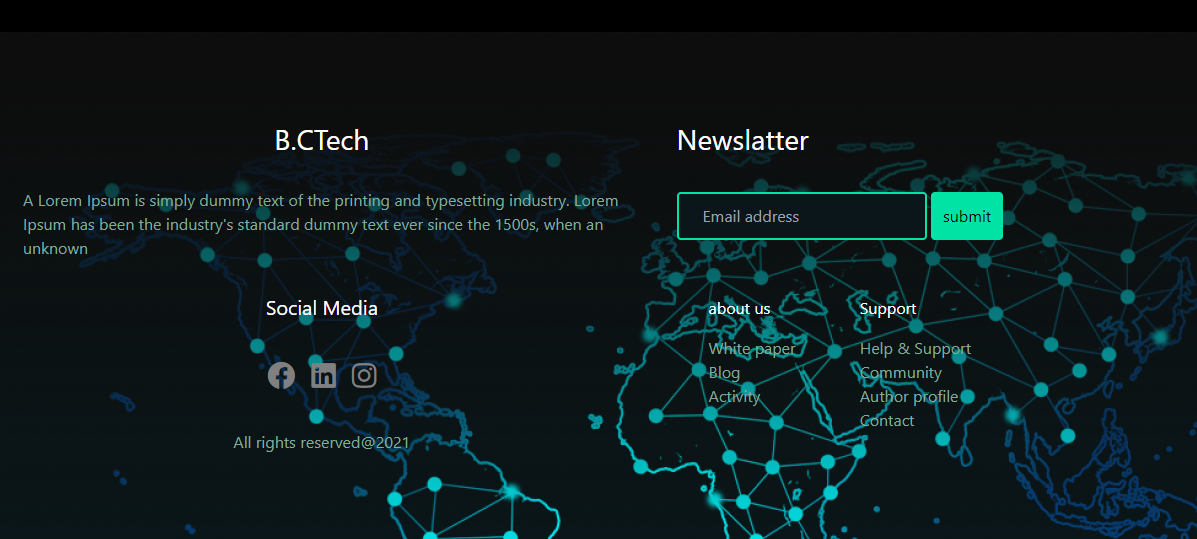 B.CTech
A Lorem Ipsum is simply dummy text of the printing and typesetting industry. Lorem
Ipsum has been the industry's standard dummy text ever since the 1500s, when an
unknown
Social Media
All rights reserved@2021
Newslatter
Email address
submit
about us
White paper
Blog
Activity
Support
Help & Support
Community
Author profile
Contact